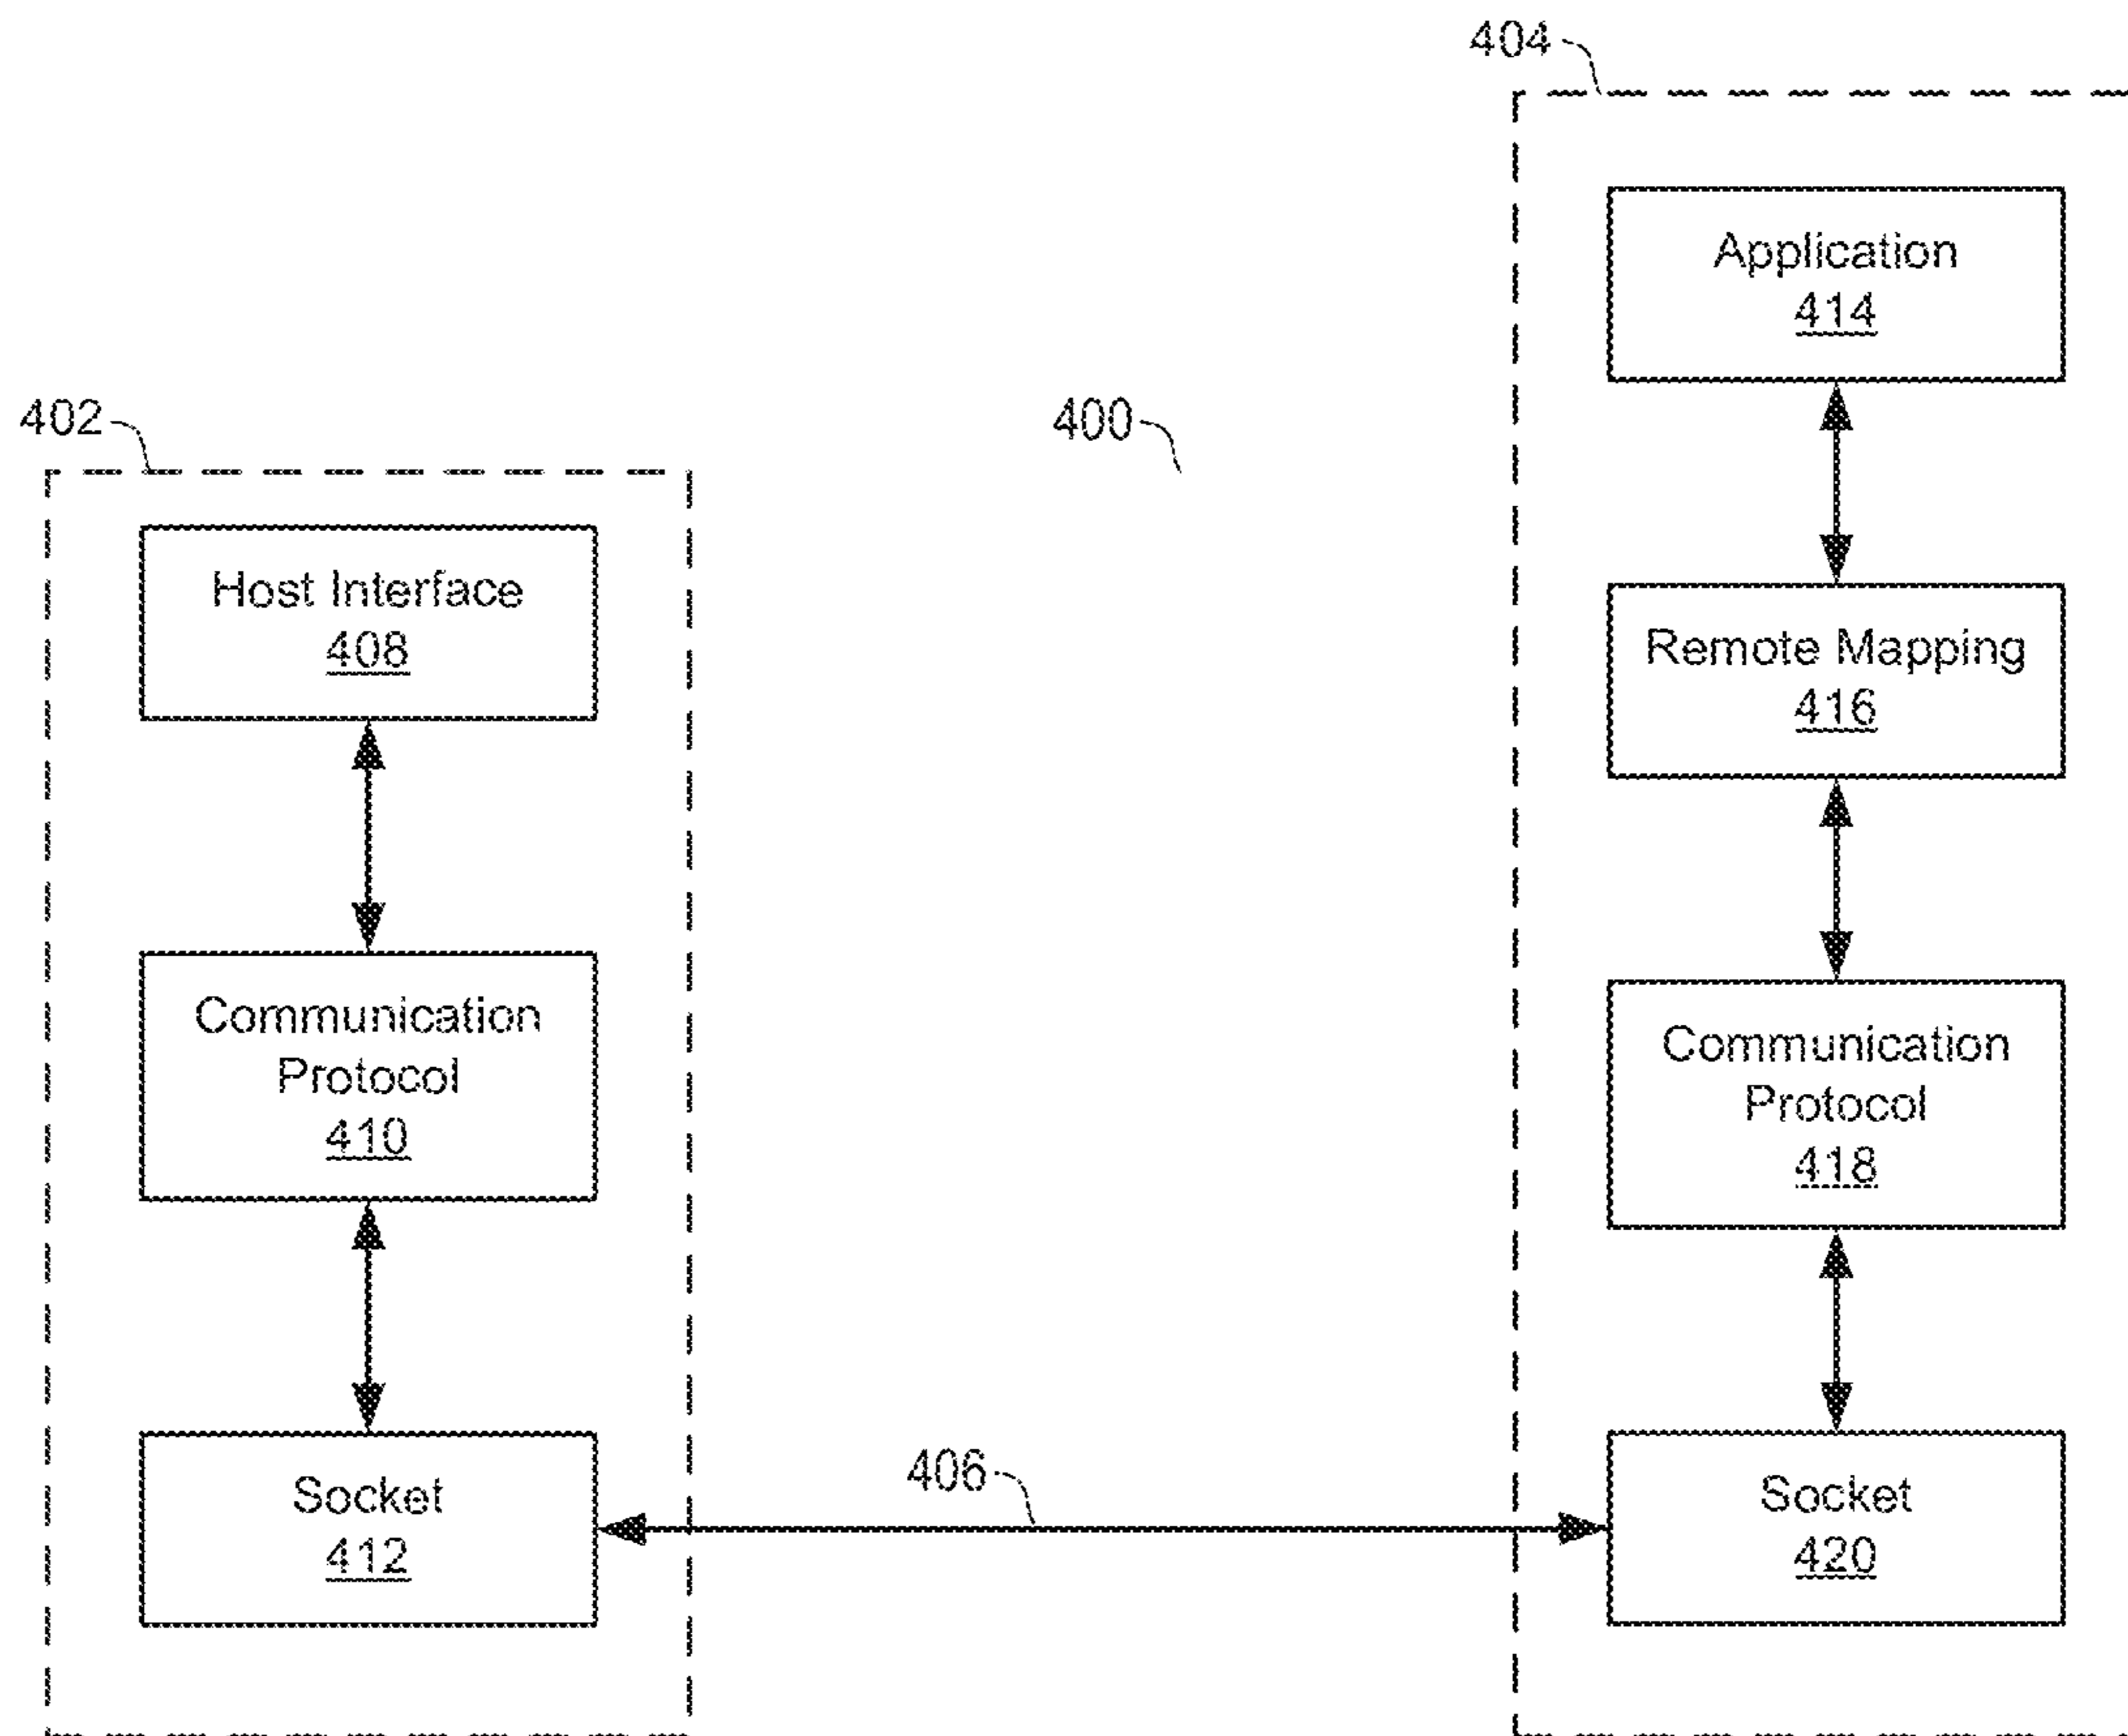 404
Application
414
402
400
Host Interface
408
Remote Mapping
416
Communication
Protocol
410
Communication
Protocol
418
406
Socket
412
Socket
420